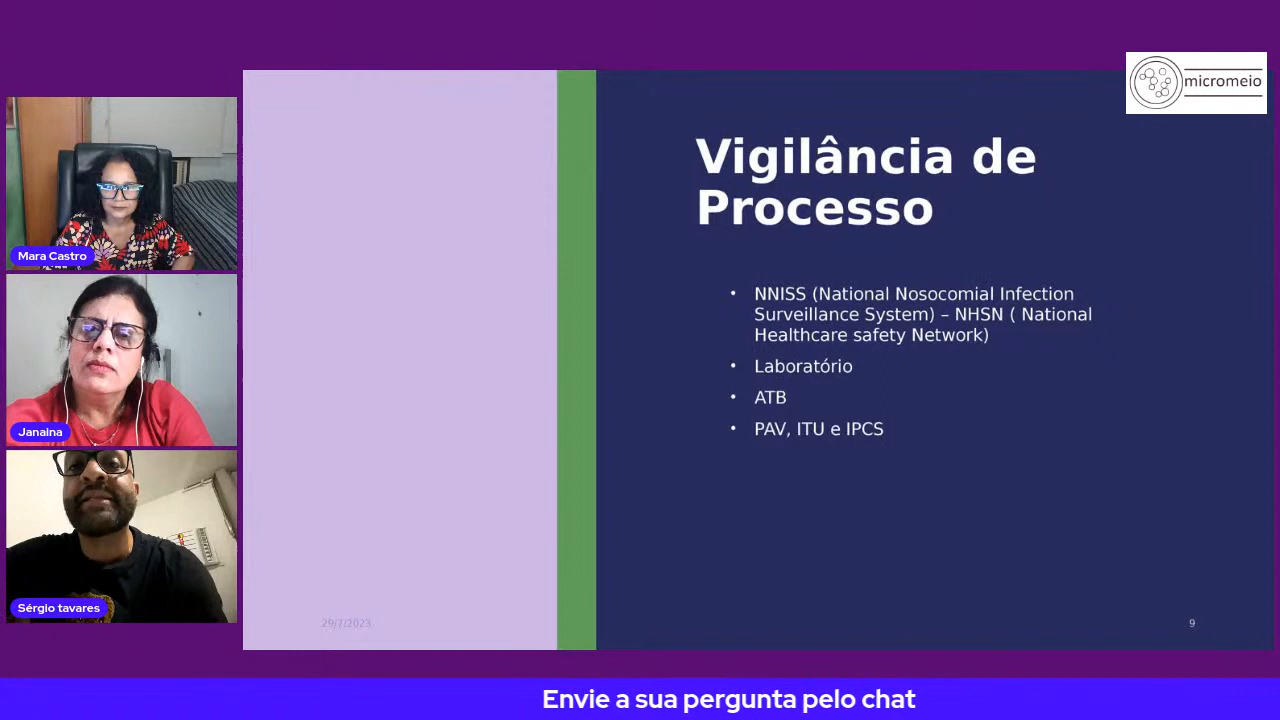 micromeio
Vigilância de
Processo
• NNISS (National Nosocomial Infection
Surveillance System) – NHSN ( National
Healthcare safety Network)
• Laboratório
• ATB
• PAV, ITU e IPCS
29/7/2023
9
Mara Castro
Janaina
Sérgio tavares
Envie a sua pergunta pelo chat